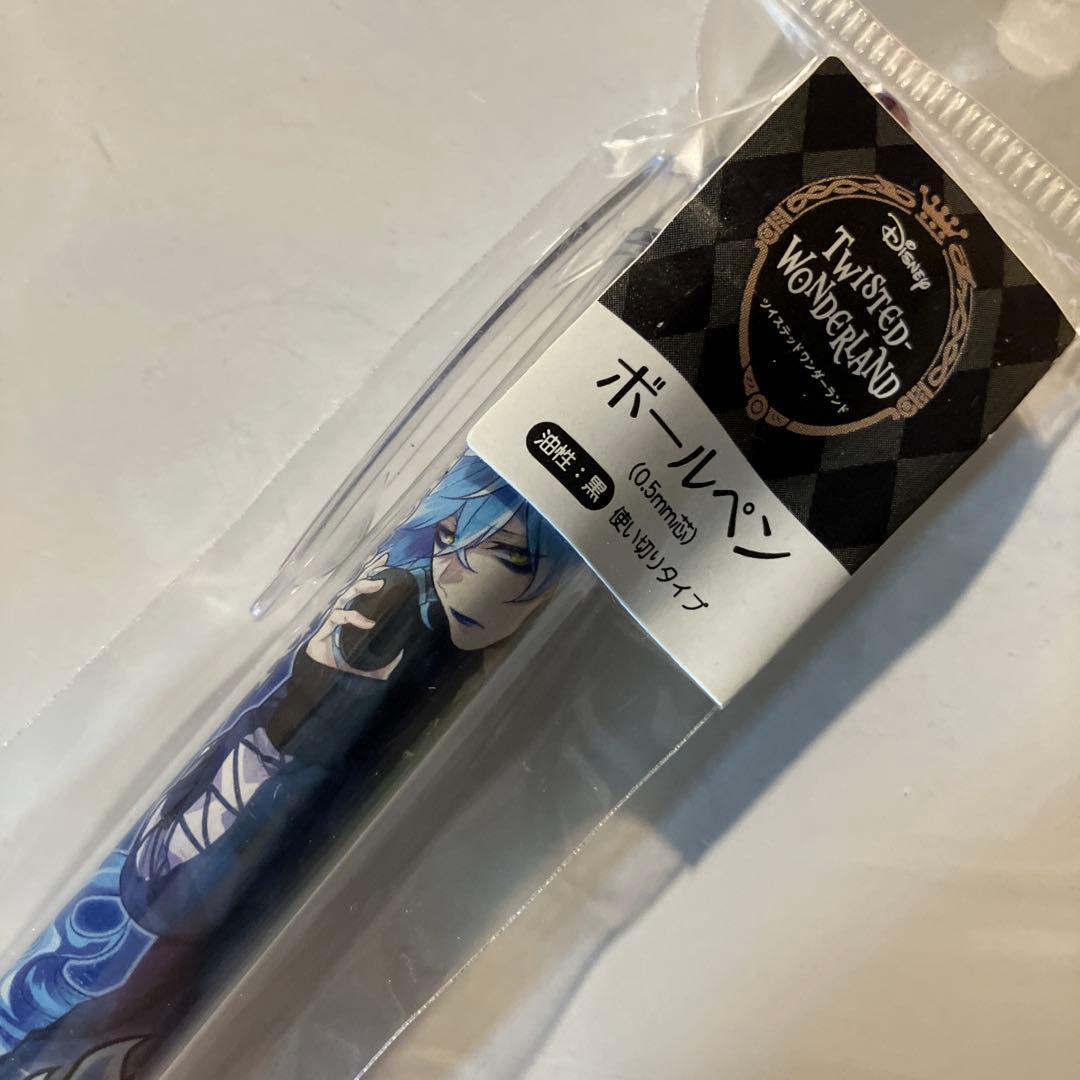 Disney
TWISTED-
WONDERLAND
ツイステッドワンダーランド
ボールペン
(0.5mm芯)
油性：黒
使い切りタイプ